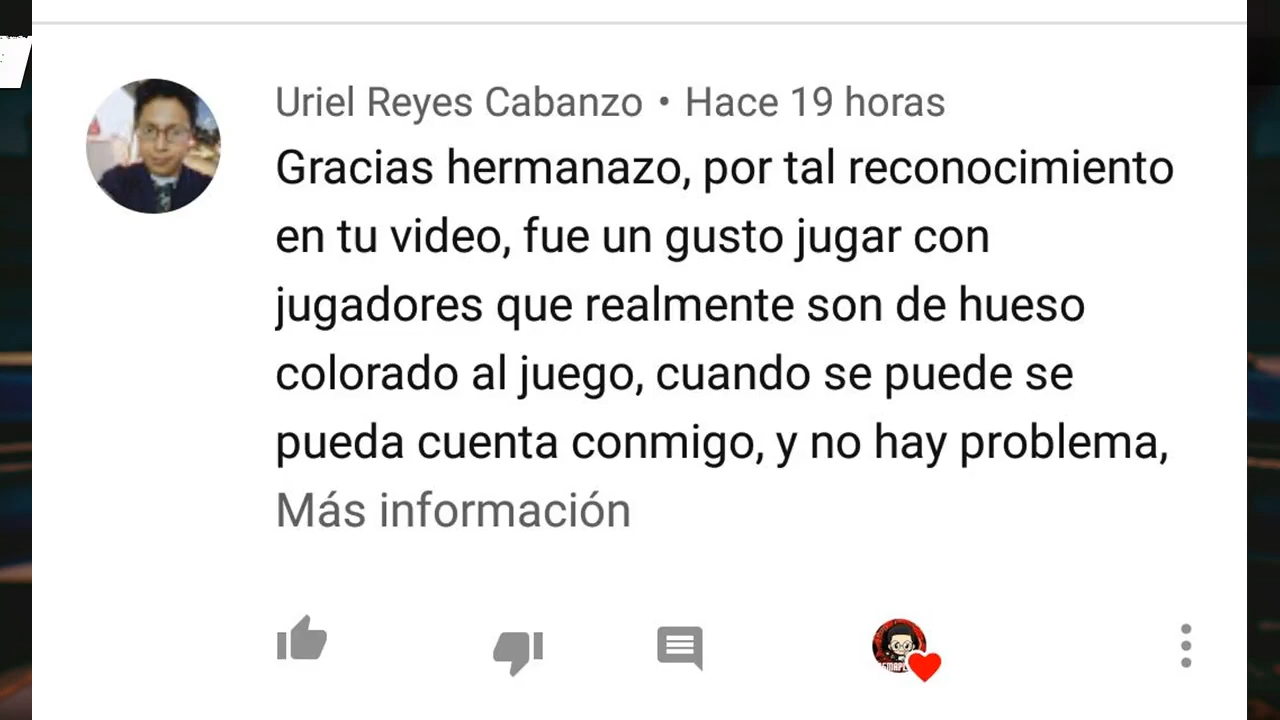 Uriel Reyes Cabanzo • Hace 19 horas
Gracias hermanazo, por tal reconocimiento
en tu video, fue un gusto jugar con
jugadores que realmente son de hueso
colorado al juego, cuando se puede se
pueda cuenta conmigo, y no hay problema,
Más información